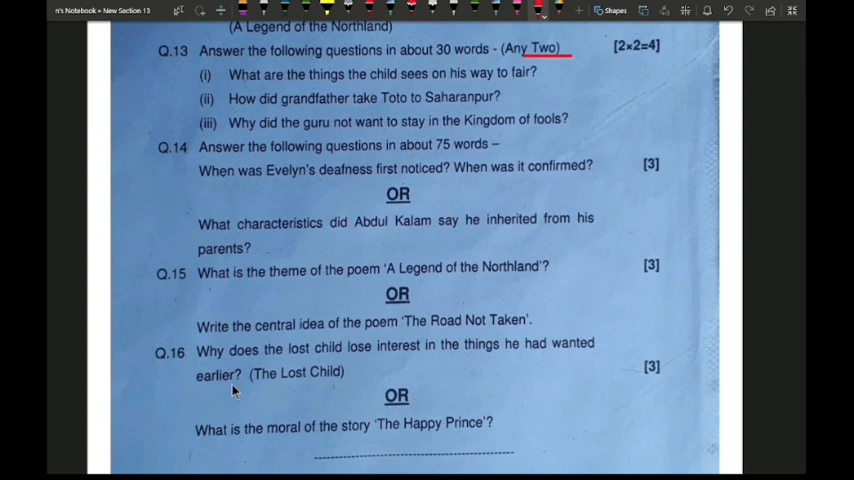 n's Notebook » New Section 13
Shapes
(A Legend of the Northland)
Q.13 Answer the following questions in about 30 words - (Any Two) [2×2=4]
(i) What are the things the child sees on his way to fair?
(ii) How did grandfather take Toto to Saharanpur?
(iii) Why did the guru not want to stay in the Kingdom of fools?
Q.14 Answer the following questions in about 75 words –
When was Evelyn's deafness first noticed? When was it confirmed? [3]
OR
What characteristics did Abdul Kalam say he inherited from his
parents?
Q.15 What is the theme of the poem 'A Legend of the Northland'? [3]
OR
Write the central idea of the poem 'The Road Not Taken'.
Q.16 Why does the lost child lose interest in the things he had wanted
earlier? (The Lost Child) [3]
OR
What is the moral of the story 'The Happy Prince'?